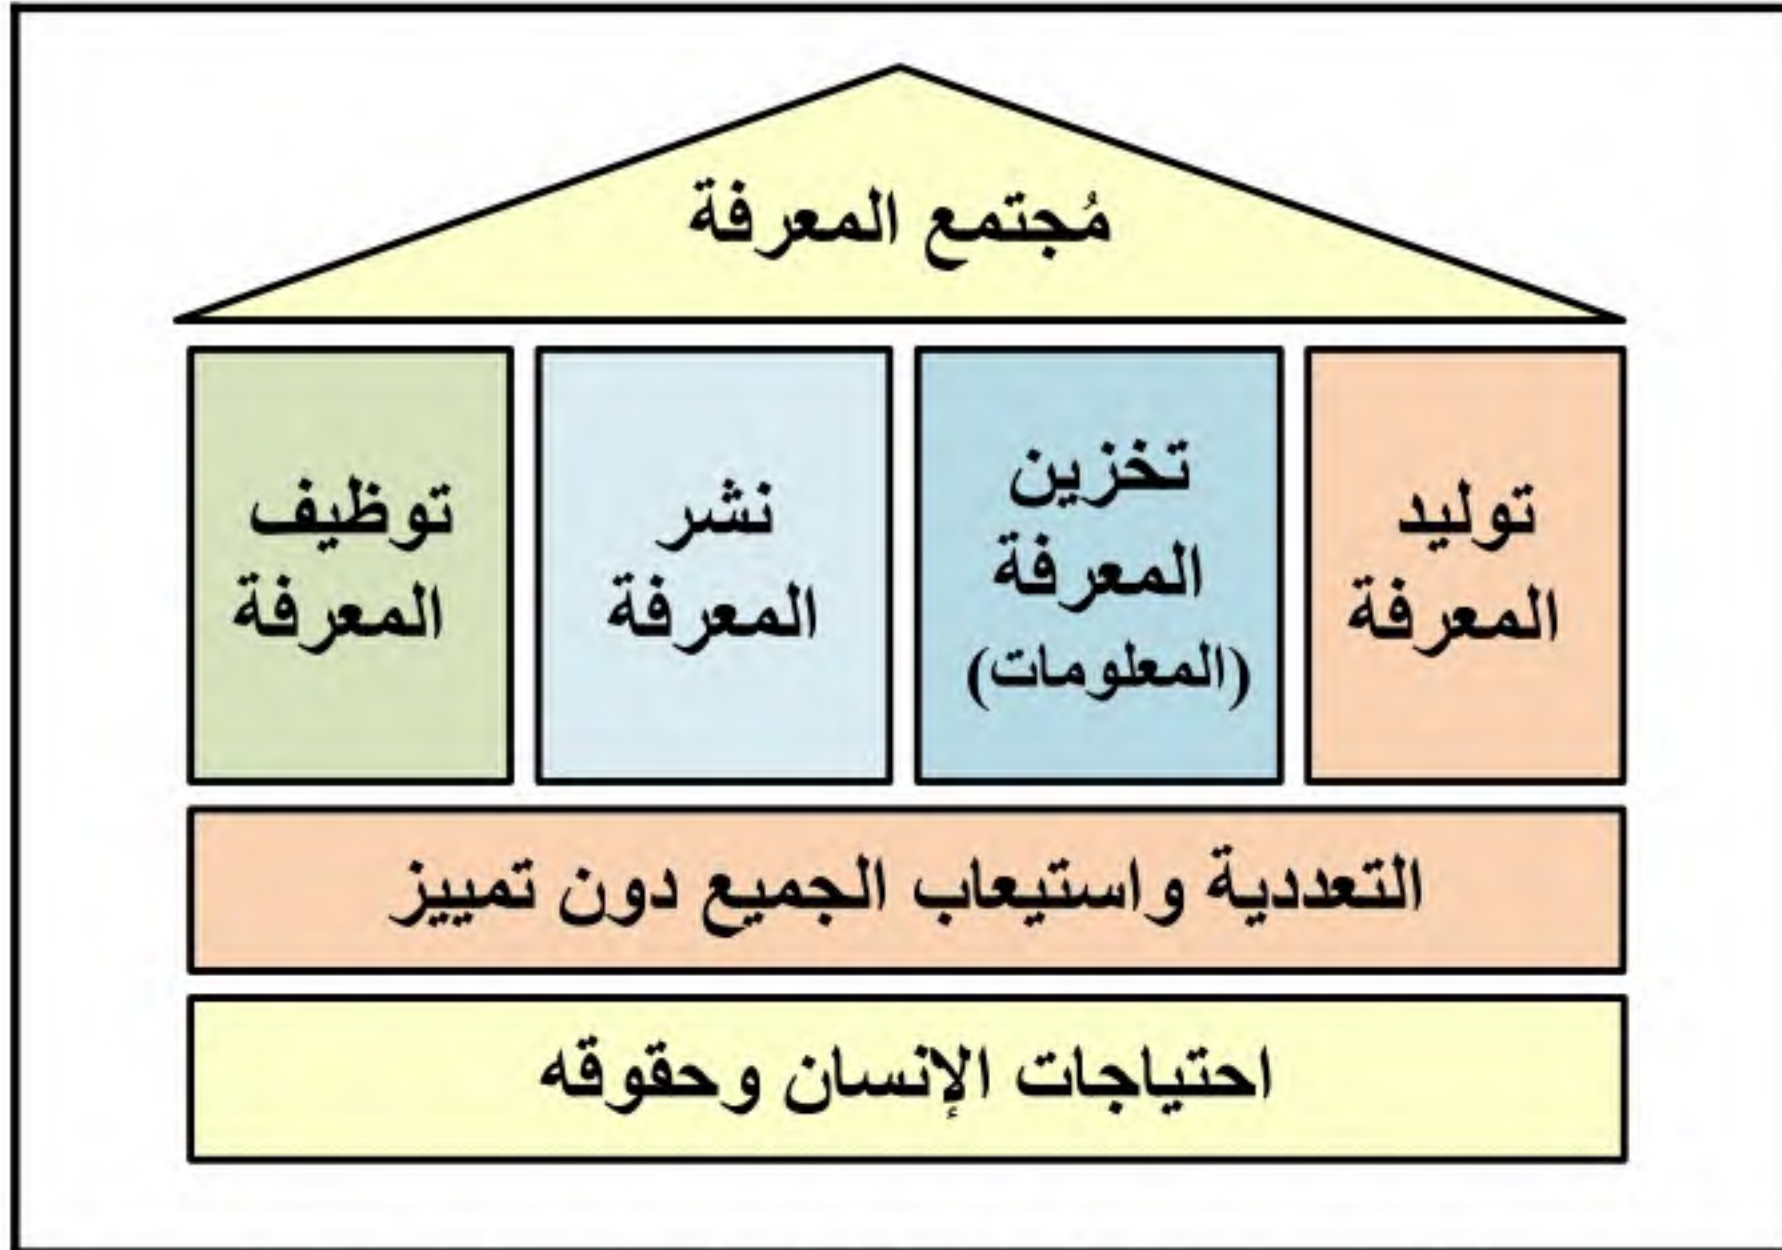 مُجتمع المعرفة
توليد
المعرفة
تخزين
المعرفة
(المعلومات)
نشر
المعرفة
توظيف
المعرفة
التعددية واستيعاب الجميع دون تمييز
احتياجات الإنسان وحقوقه